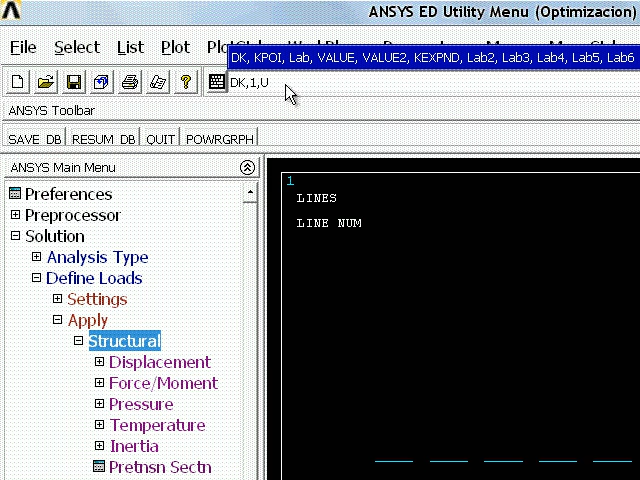 ANSYS ED Utility Menu (Optimizacion)
File Select List Plot
DK, KPOI, Lab, VALUE, VALUE2, KEXPND, Lab2, Lab3, Lab4, Lab5, Lab6
DK,1,U
ANSYS Toolbar
SAVE_DB RESUM_DB QUIT POWRGRPH
ANSYS Main Menu
Preferences
Preprocessor
Solution
Analysis Type
Define Loads
Settings
Apply
Structural
Displacement
Force/Moment
Pressure
Temperature
Inertia
Pretnsn Sectn
1
LINES
LINE NUM